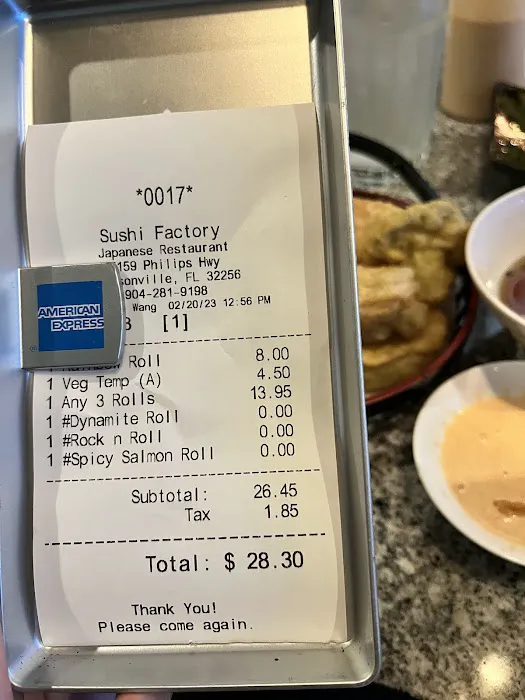 *0017*
Sushi Factory
Japanese Restaurant
159 Philips Hwy
sonville, FL 32256
904-281-9198
Wang 02/20/23 12:56 PM
[1]
AMERICAN
EXPRESS
Roll 8.00
1 Veg Temp (A) 4.50
1 Any 3 Rolls 13.95
1 #Dynamite Roll 0.00
1 #Rock n Roll 0.00
1 #Spicy Salmon Roll 0.00
Subtotal: 26.45
Tax 1.85
Total: $ 28.30
Thank You!
Please come again.